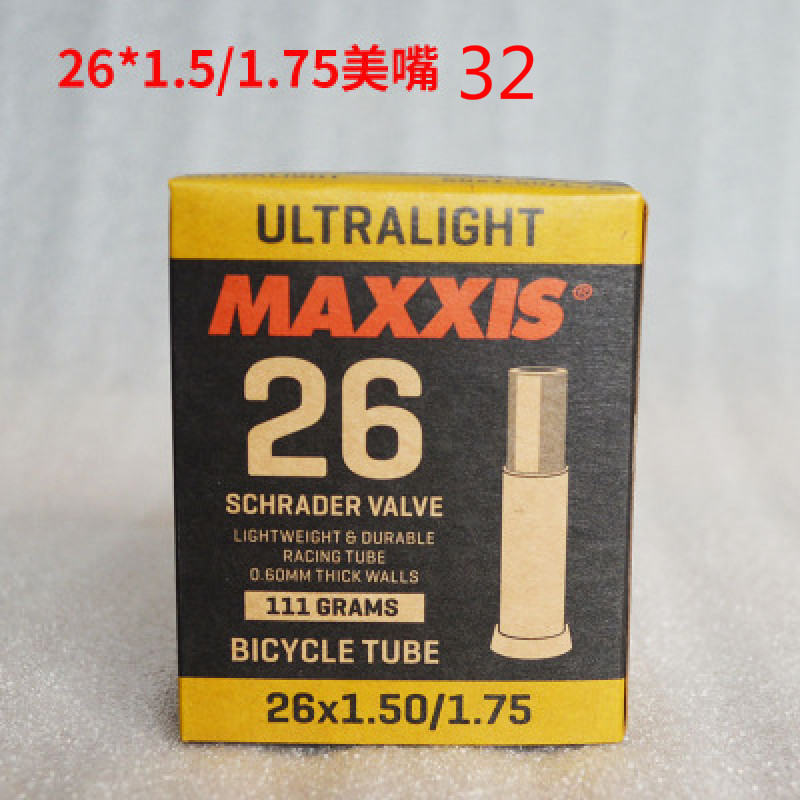 26*1.5/1.75美嘴 32
ULTRALIGHT
MAXXIS®
26
SCHRADER VALVE
LIGHTWEIGHT & DURABLE
RACING TUBE
0.60MM THICK WALLS
111 GRAMS
BICYCLE TUBE
26x1.50/1.75